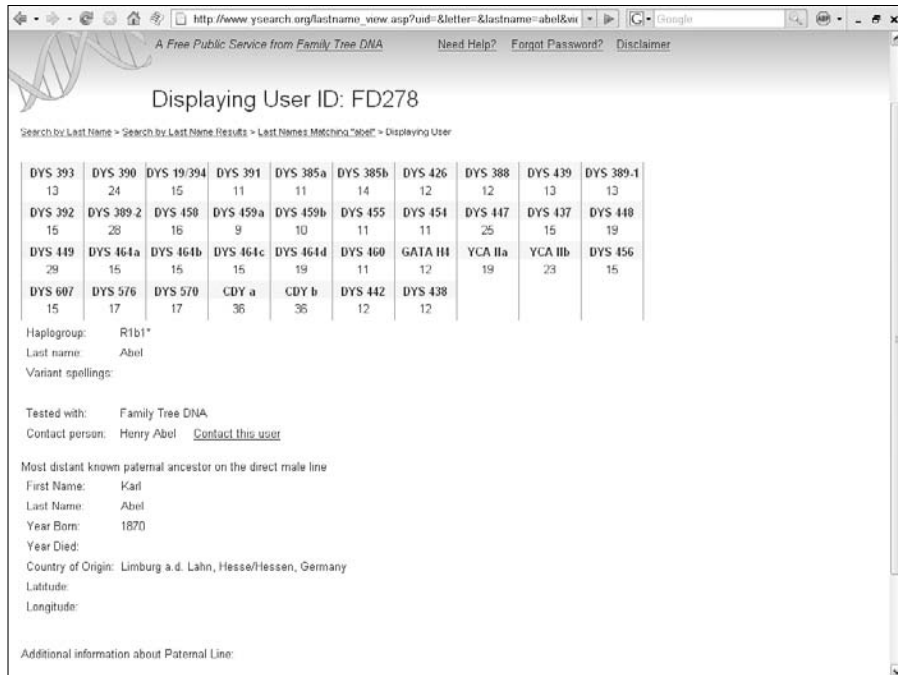 http://www.ysearch.org/lastname_view.asp?uid=&letter=&lastname=abel&vi
G Google
A Free Public Service from Family Tree DNA Need Help? Forgot Password? Disclaimer
Displaying User ID: FD278
Search by Last Name > Search by Last Name Results > Last Names Matching "abel" > Displaying User
DYS 393 DYS 390 DYS 19/394 DYS 391 DYS 385a DYS 385b DYS 426 DYS 388 DYS 439 DYS 389-1
13 24 15 11 11 14 12 12 13 13
DYS 392 DYS 389-2 DYS 458 DYS 459a DYS 459b DYS 455 DYS 454 DYS 447 DYS 437 DYS 448
15 28 16 9 10 11 11 25 15 19
DYS 449 DYS 464a DYS 464b DYS 464c DYS 464d DYS 460 GATA H4 YCA IIa YCA IIb DYS 456
29 15 15 15 19 11 12 19 23 15
DYS 607 DYS 576 DYS 570 CDY a CDY b DYS 442 DYS 438
15 17 17 36 36 12 12
Haplogroup: R1b1*
Last name: Abel
Variant spellings:
Tested with: Family Tree DNA
Contact person: Henry Abel Contact this user
Most distant known paternal ancestor on the direct male line
First Name: Karl
Last Name: Abel
Year Born: 1870
Year Died:
Country of Origin: Limburg a.d. Lahn, Hesse/Hessen, Germany
Latitude:
Longitude:
Additional information about Paternal Line: